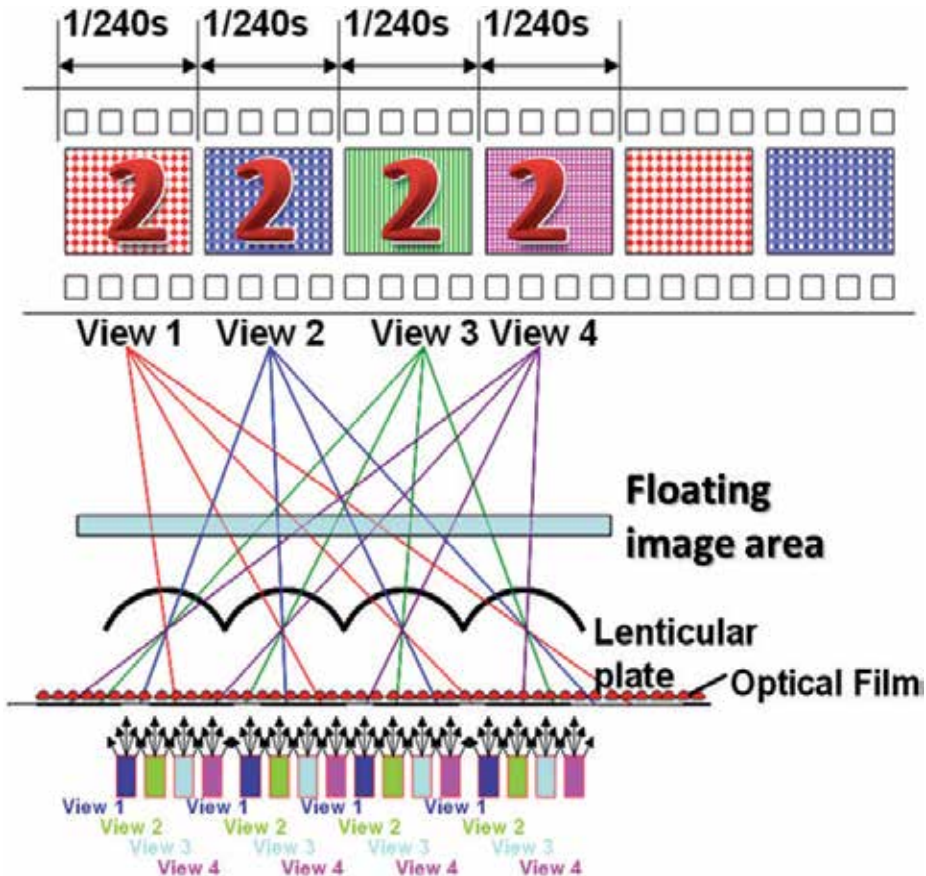 1/240s 1/240s 1/240s 1/240s
2 2 2 2
View 1 View 2 View 3 View 4
Floating
image area
Lenticular
plate
Optical Film
View 1 View 1 View 1 View 1
View 2 View 2 View 2 View 2
View 3 View 3 View 3 View 3
View 4 View 4 View 4 View 4